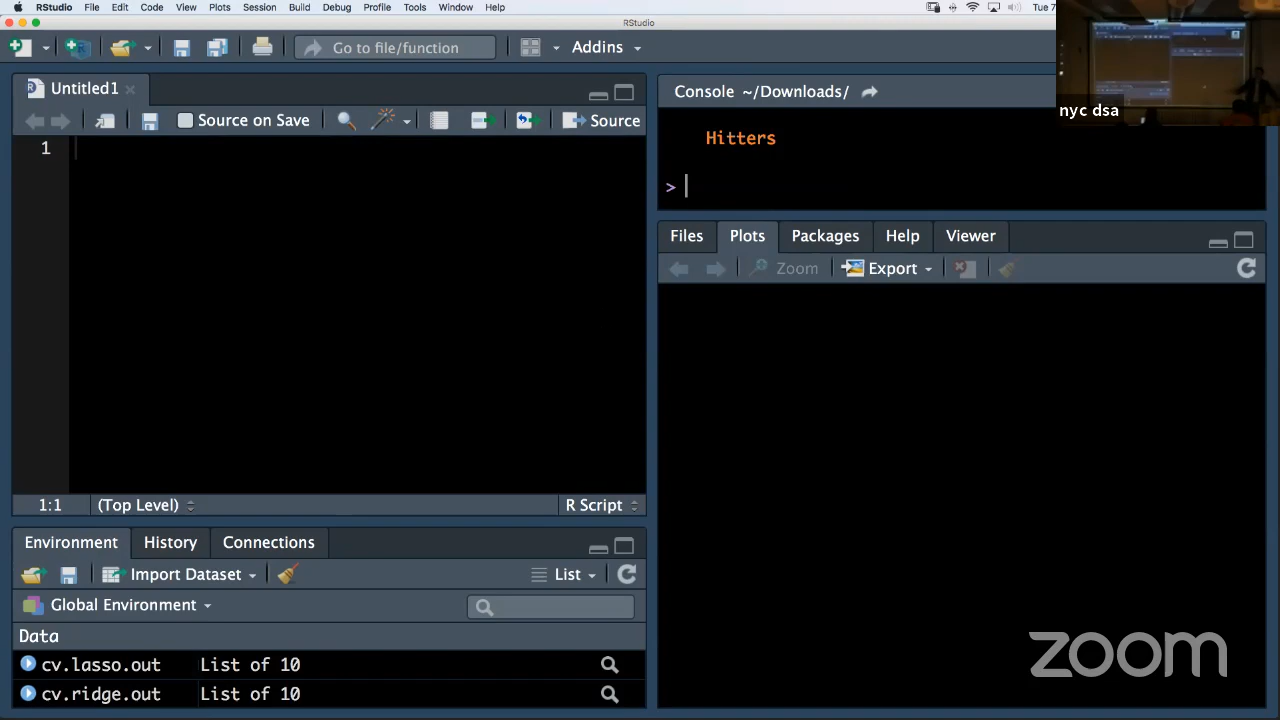 RStudio File Edit Code View Plots Session Build Debug Profile Tools Window Help Tue 7
RStudio
Go to file/function Addins
Untitled1
Source on Save Source
1
1:1 (Top Level) R Script
Environment History Connections
Import Dataset List
Global Environment
Data
cv.lasso.out List of 10
cv.ridge.out List of 10
Console ~/Downloads/
Hitters
>
Files Plots Packages Help Viewer
Zoom Export
nyc dsa
zoom